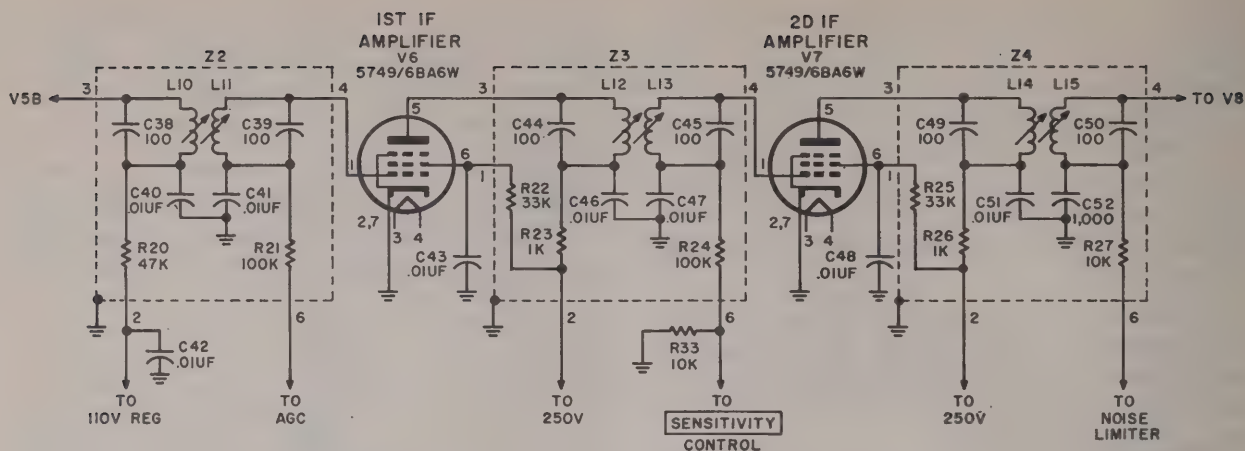 1ST IF
AMPLIFIER
V6
5749/6BA6W
2D IF
AMPLIFIER
V7
5749/6BA6W
Z2
Z3
Z4
V5B
3
L10
L11
4
C38
100
C39
100
C40
.01UF
C41
.01UF
R20
47K
R21
100K
2
6
C42
.01UF
TO
110V REG
TO
AGC
5
1
6
1
2,7
3
4
C43
.01UF
R22
33K
R23
1K
3
L12
L13
4
C44
100
C45
100
C46
.01UF
C47
.01UF
R24
100K
2
6
R33
10K
TO
250V
TO
SENSITIVITY
CONTROL
5
1
6
1
2,7
3
4
C48
.01UF
R25
33K
R26
1K
3
L14
L15
4
TO V8
C49
100
C50
100
C51
.01UF
C52
1,000
R27
10K
2
6
TO
250V
TO
NOISE
LIMITER